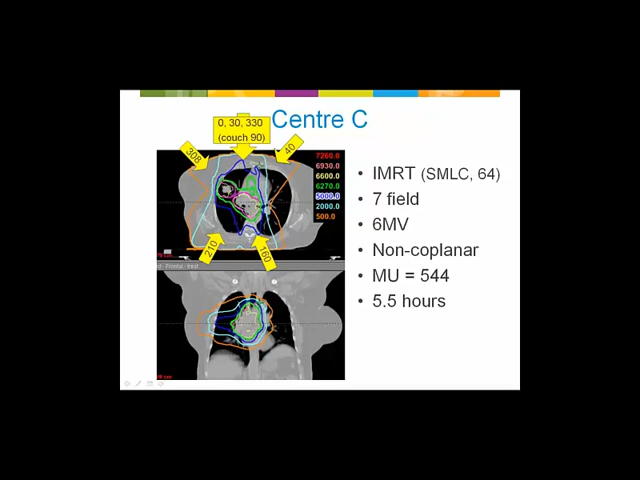 Centre C
0, 30, 330
(couch 90)
308
40
7260.0
6930.0
6600.0
6270.0
5000.0
2000.0
500.0
210
160
• IMRT (SMLC, 64)
• 7 field
• 6MV
• Non-coplanar
• MU = 544
• 5.5 hours